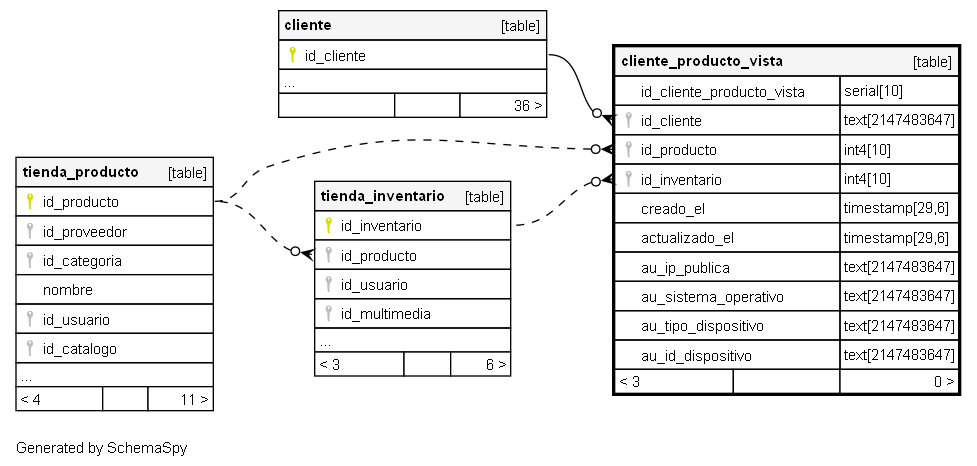 cliente [table]
id_cliente
...
36 >
cliente_producto_vista [table]
id_cliente_producto_vista serial[10]
id_cliente text[2147483647]
id_producto int4[10]
id_inventario int4[10]
creado_el timestamp[29,6]
actualizado_el timestamp[29,6]
au_ip_publica text[2147483647]
au_sistema_operativo text[2147483647]
au_tipo_dispositivo text[2147483647]
au_id_dispositivo text[2147483647]
< 3 0 >
tienda_producto [table]
id_producto
id_proveedor
id_categoria
nombre
id_usuario
id_catalogo
...
< 4 11 >
tienda_inventario [table]
id_inventario
id_producto
id_usuario
id_multimedia
...
< 3 6 >
Generated by SchemaSpy